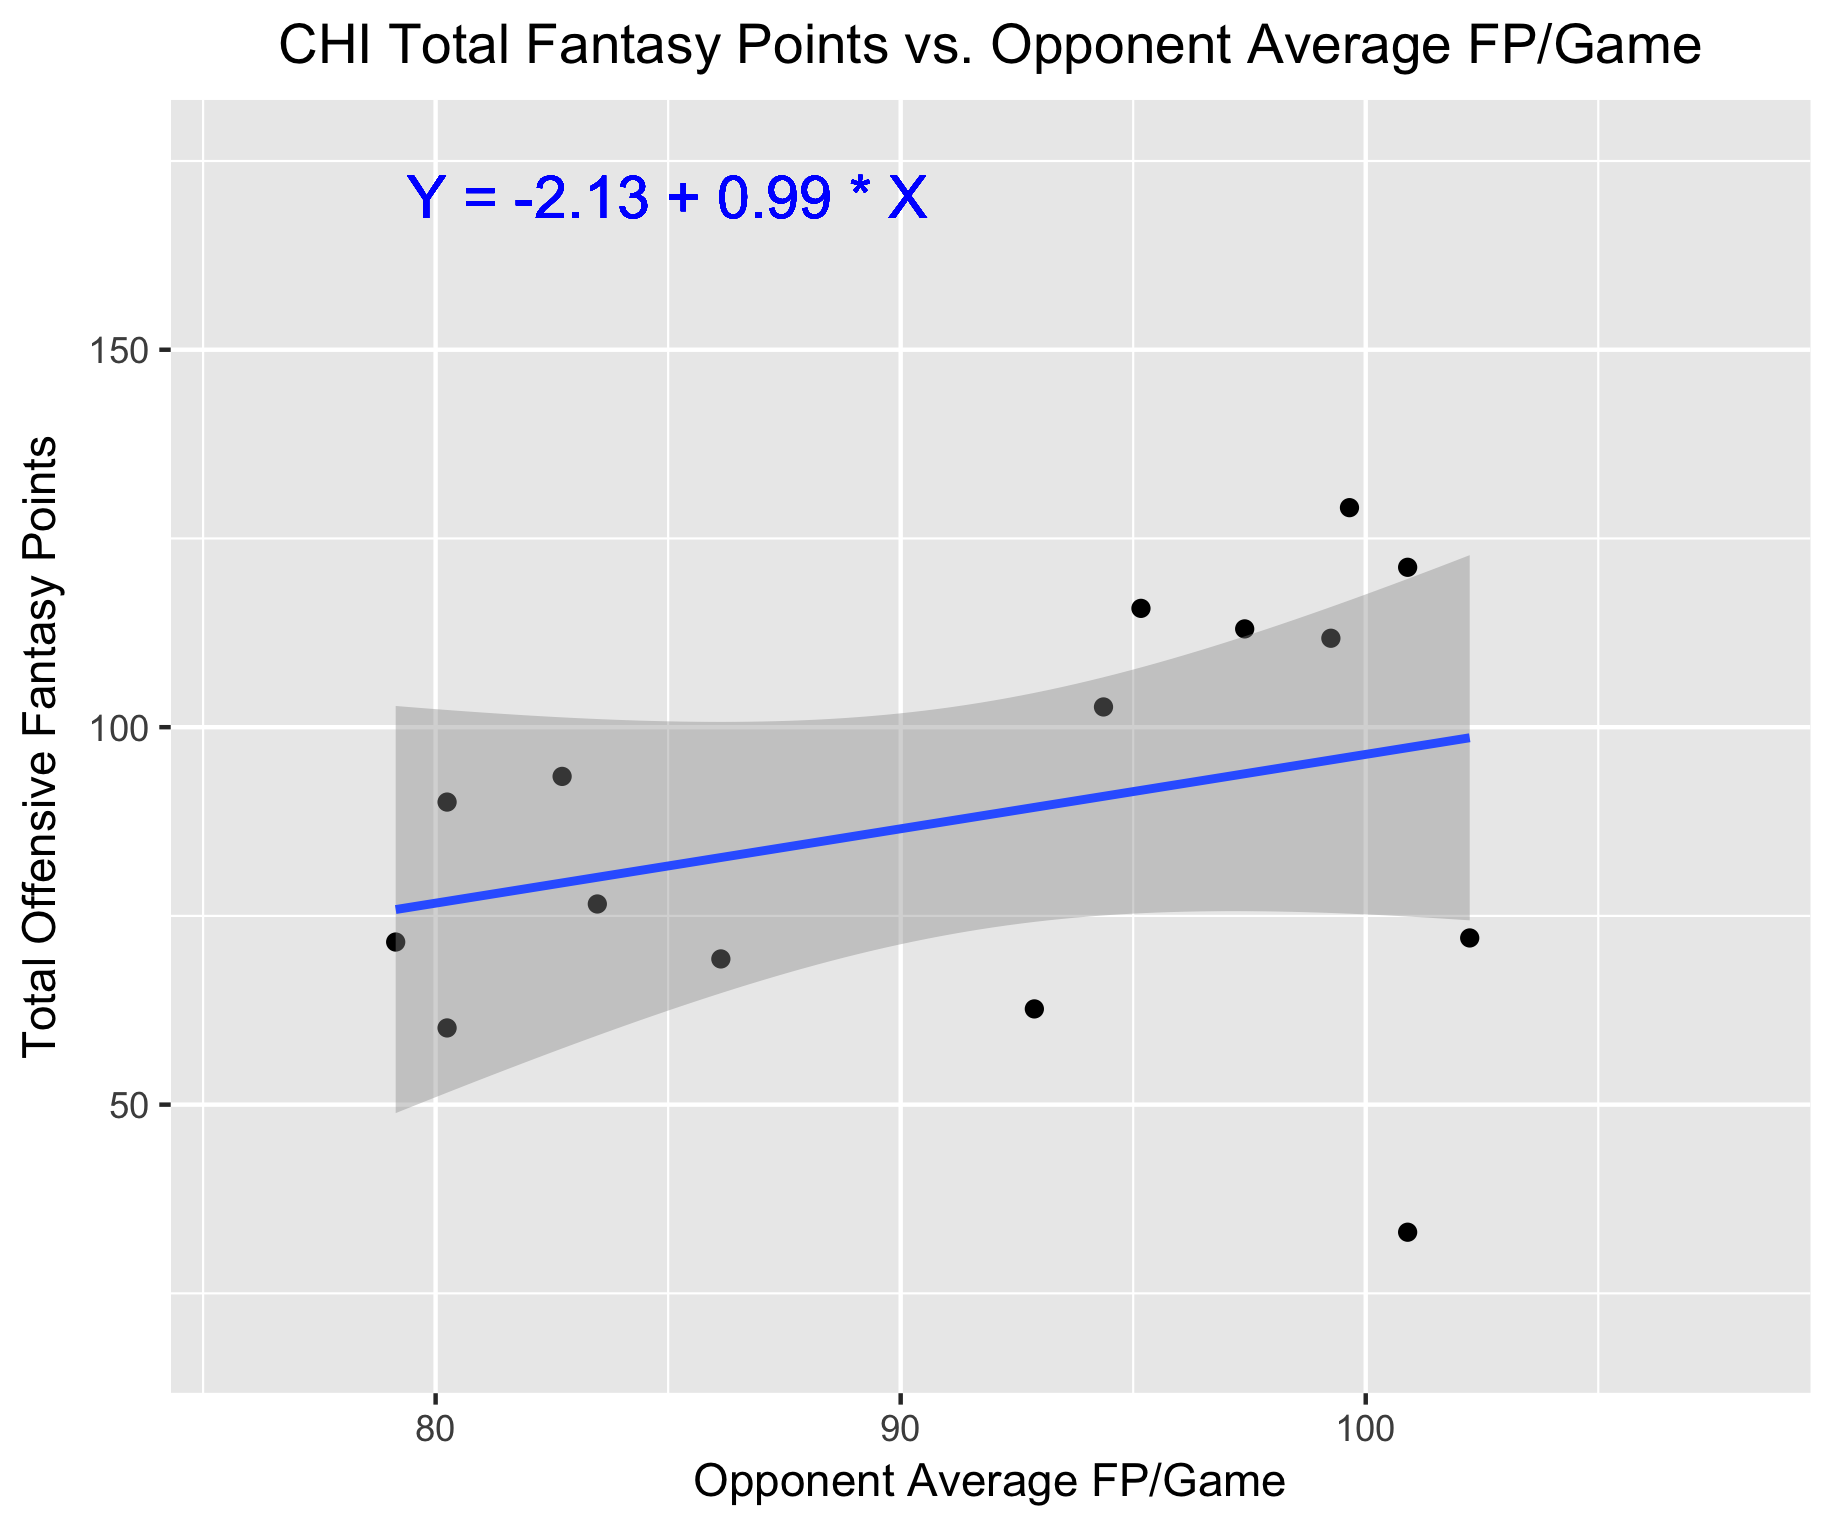 CHI Total Fantasy Points vs. Opponent Average FP/Game
Y = -2.13 + 0.99 * X
Total Offensive Fantasy Points
150
100
50
80
90
100
Opponent Average FP/Game